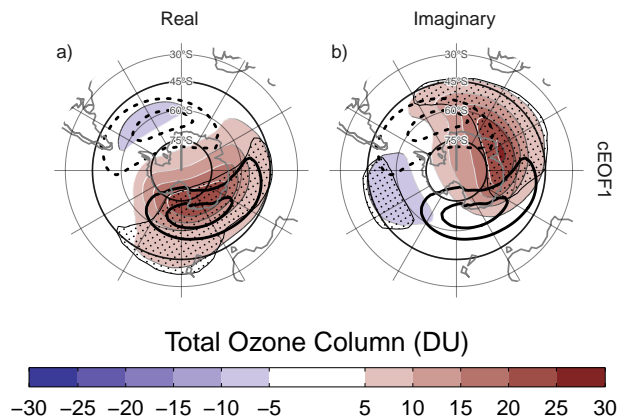 Real Imaginary
a) b)
30°S 30°S
45°S 45°S
60°S 60°S
75°S 75°S
cEOF1
Total Ozone Column (DU)
−30 −25 −20 −15 −10 −5 5 10 15 20 25 30